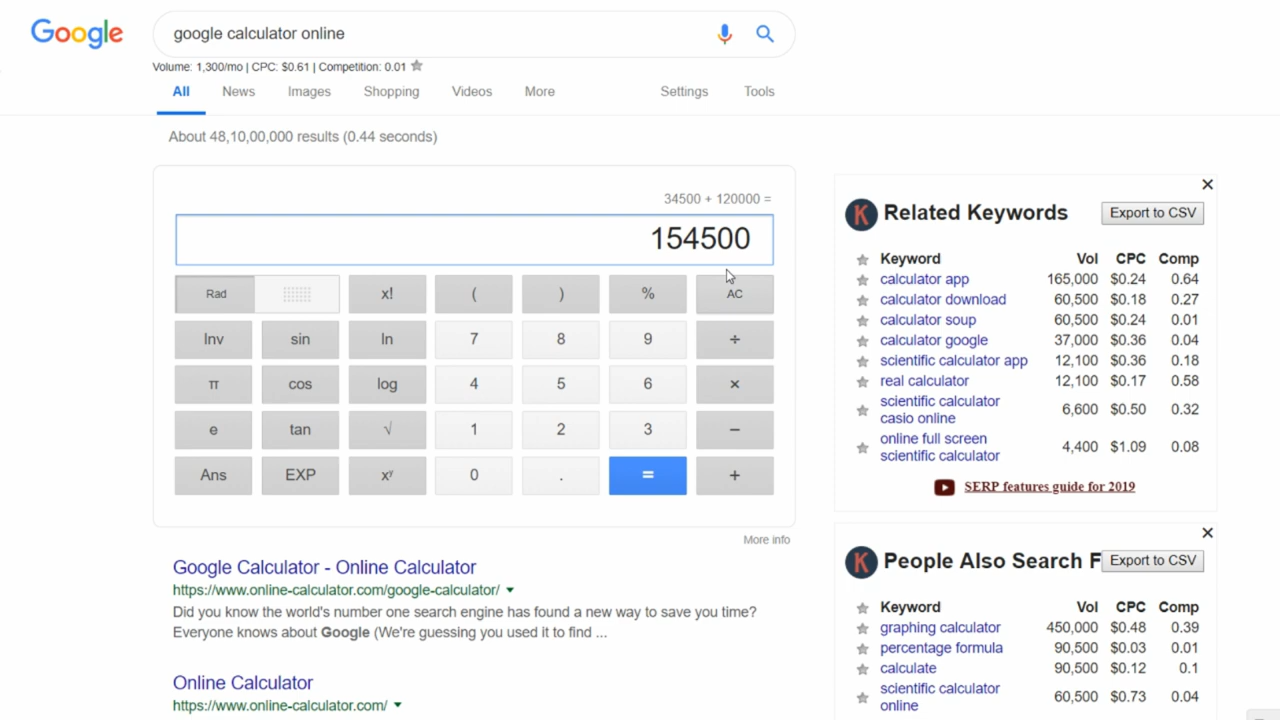 Google
google calculator online
Volume: 1,300/mo | CPC: $0.61 | Competition: 0.01
All News Images Shopping Videos More Settings Tools
About 48,10,00,000 results (0.44 seconds)
34500 + 120000 =
154500
Rad x! ( ) % AC
Inv sin ln 7 8 9 ÷
π cos log 4 5 6 ×
e tan √ 1 2 3 −
Ans EXP xʸ 0 . = +
More info
Google Calculator - Online Calculator
https://www.online-calculator.com/google-calculator/
Did you know the world's number one search engine has found a new way to save you time?
Everyone knows about Google (We're guessing you used it to find ...
Online Calculator
https://www.online-calculator.com/
K Related Keywords Export to CSV
Keyword Vol CPC Comp
calculator app 165,000 $0.24 0.64
calculator download 60,500 $0.18 0.27
calculator soup 60,500 $0.24 0.01
calculator google 37,000 $0.36 0.04
scientific calculator app 12,100 $0.36 0.18
real calculator 12,100 $0.17 0.58
scientific calculator
casio online 6,600 $0.50 0.32
online full screen
scientific calculator 4,400 $1.09 0.08
SERP features guide for 2019
K People Also Search F Export to CSV
Keyword Vol CPC Comp
graphing calculator 450,000 $0.48 0.39
percentage formula 90,500 $0.03 0.01
calculate 90,500 $0.12 0.1
scientific calculator
online 60,500 $0.73 0.04